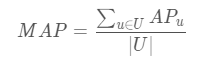 MAP = \frac{\sum_{u \in U} AP_u}{|U|}